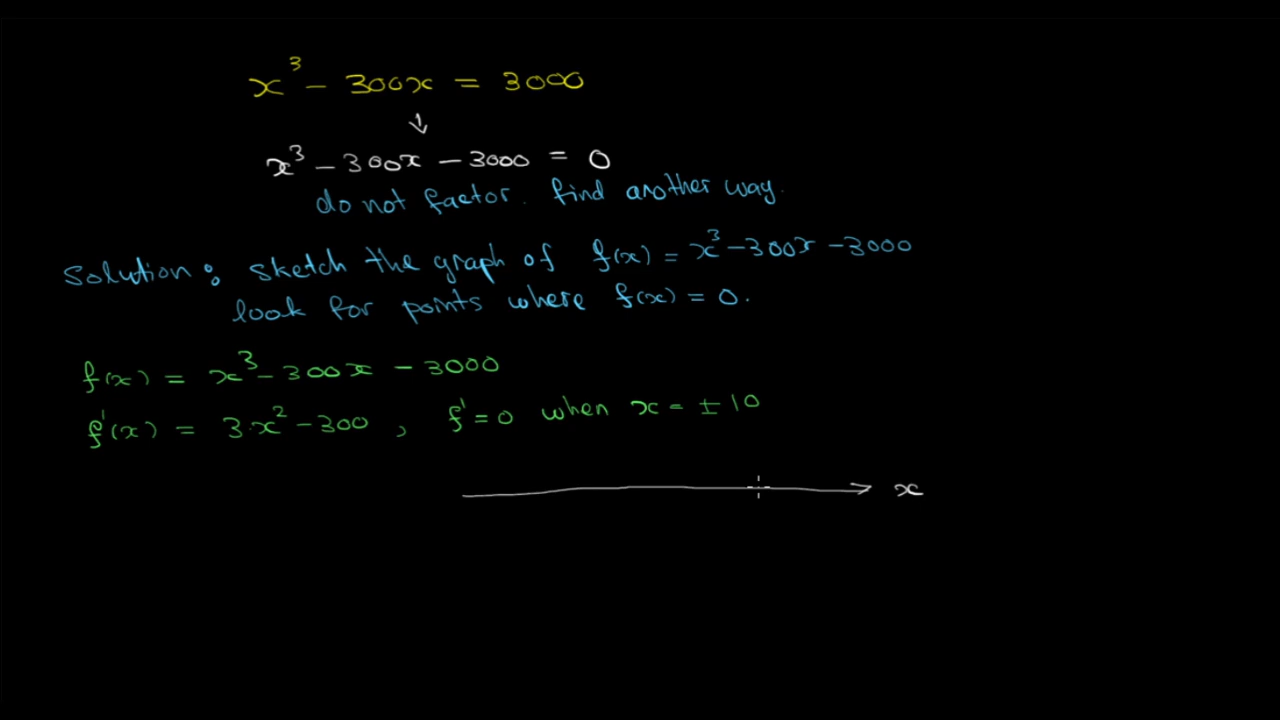 x³ - 300x = 3000
↓
x³ - 300x - 3000 = 0
do not factor. find another way.
Solution: sketch the graph of f(x) = x³ - 300x - 3000
look for points where f(x) = 0.
f(x) = x³ - 300x - 3000
f'(x) = 3x² - 300 , f' = 0 when x = ±10
x